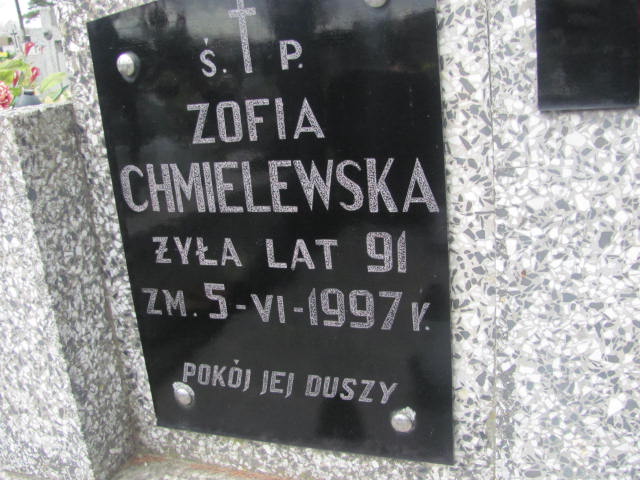 Ś. P.
ZOFIA
CHMIELEWSKA
ŻYŁA LAT 91
ZM. 5-VI-1997 r.
POKÓJ JEJ DUSZY